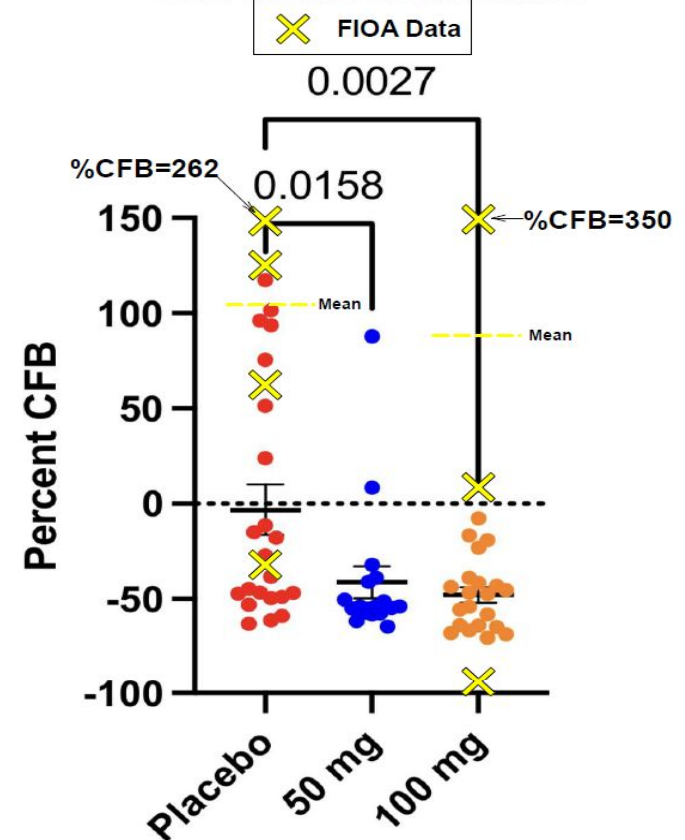 FIOA Data
0.0027
%CFB=262
0.0158
%CFB=350
Mean
Mean
Percent CFB
150
100
50
0
-50
-100
Placebo
50 mg
100 mg